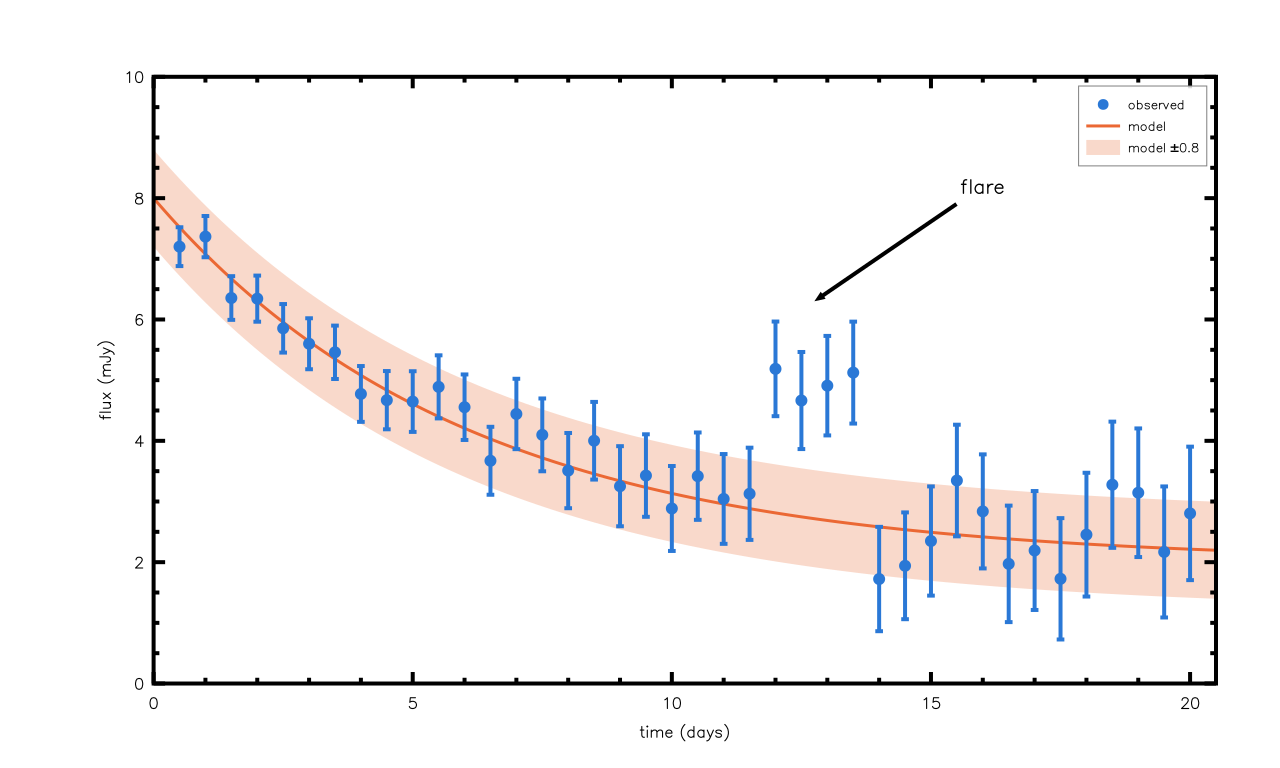 10
8
6
4
2
0
0 5 10 15 20
time (days)
flux (mJy)
observed
model
model ±0.8
flare